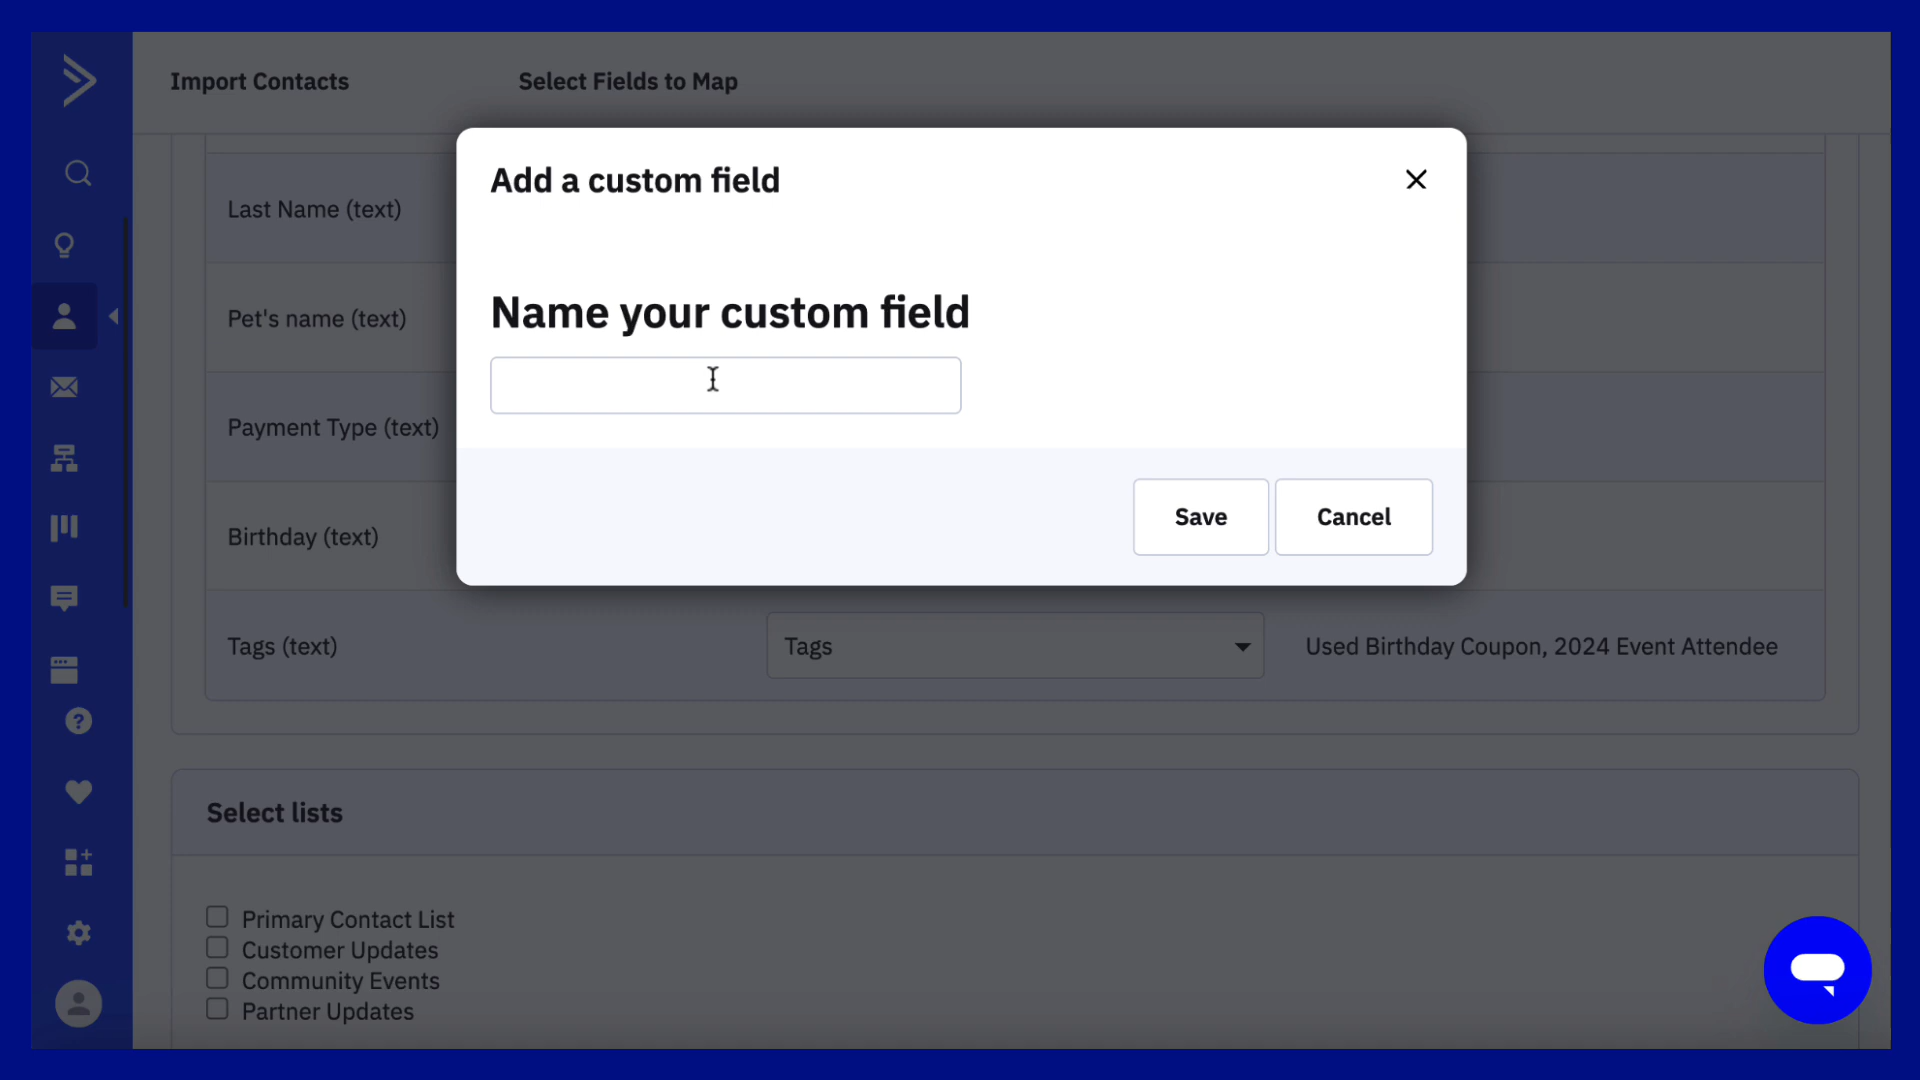 Import Contacts
Select Fields to Map
Add a custom field
Last Name (text)
Name your custom field
Pet's name (text)
Payment Type (text)
Save
Cancel
Birthday (text)
Tags (text)
Tags
Used Birthday Coupon, 2024 Event Attendee
Select lists
Primary Contact List
Customer Updates
Community Events
Partner Updates